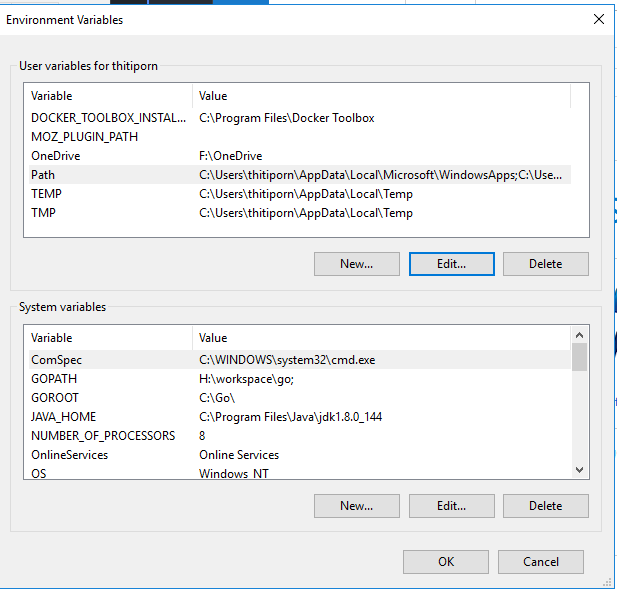 Environment Variables
User variables for thitiporn
Variable Value
DOCKER_TOOLBOX_INSTAL... C:\Program Files\Docker Toolbox
MOZ_PLUGIN_PATH
OneDrive F:\OneDrive
Path C:\Users\thitiporn\AppData\Local\Microsoft\WindowsApps;C:\Use...
TEMP C:\Users\thitiporn\AppData\Local\Temp
TMP C:\Users\thitiporn\AppData\Local\Temp
New... Edit... Delete
System variables
Variable Value
ComSpec C:\WINDOWS\system32\cmd.exe
GOPATH H:\workspace\go;
GOROOT C:\Go\
JAVA_HOME C:\Program Files\Java\jdk1.8.0_144
NUMBER_OF_PROCESSORS 8
OnlineServices Online Services
OS Windows_NT
New... Edit... Delete
OK Cancel